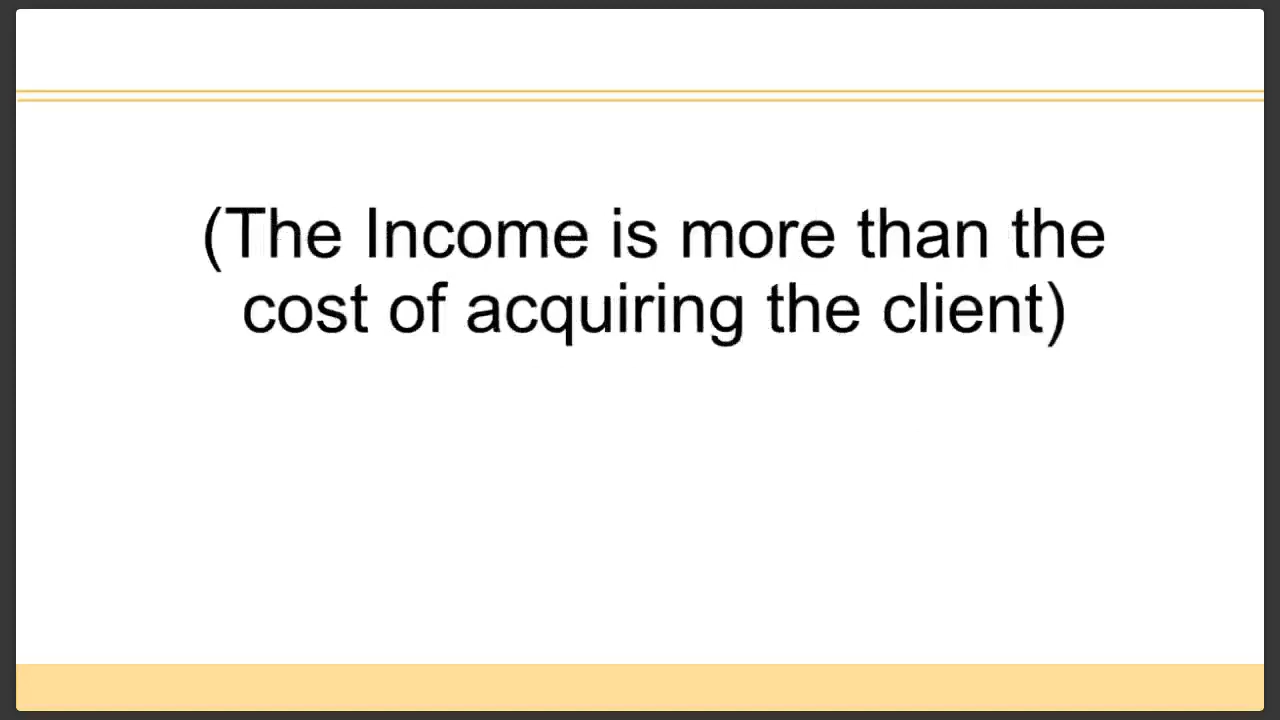 (The Income is more than the
cost of acquiring the client)